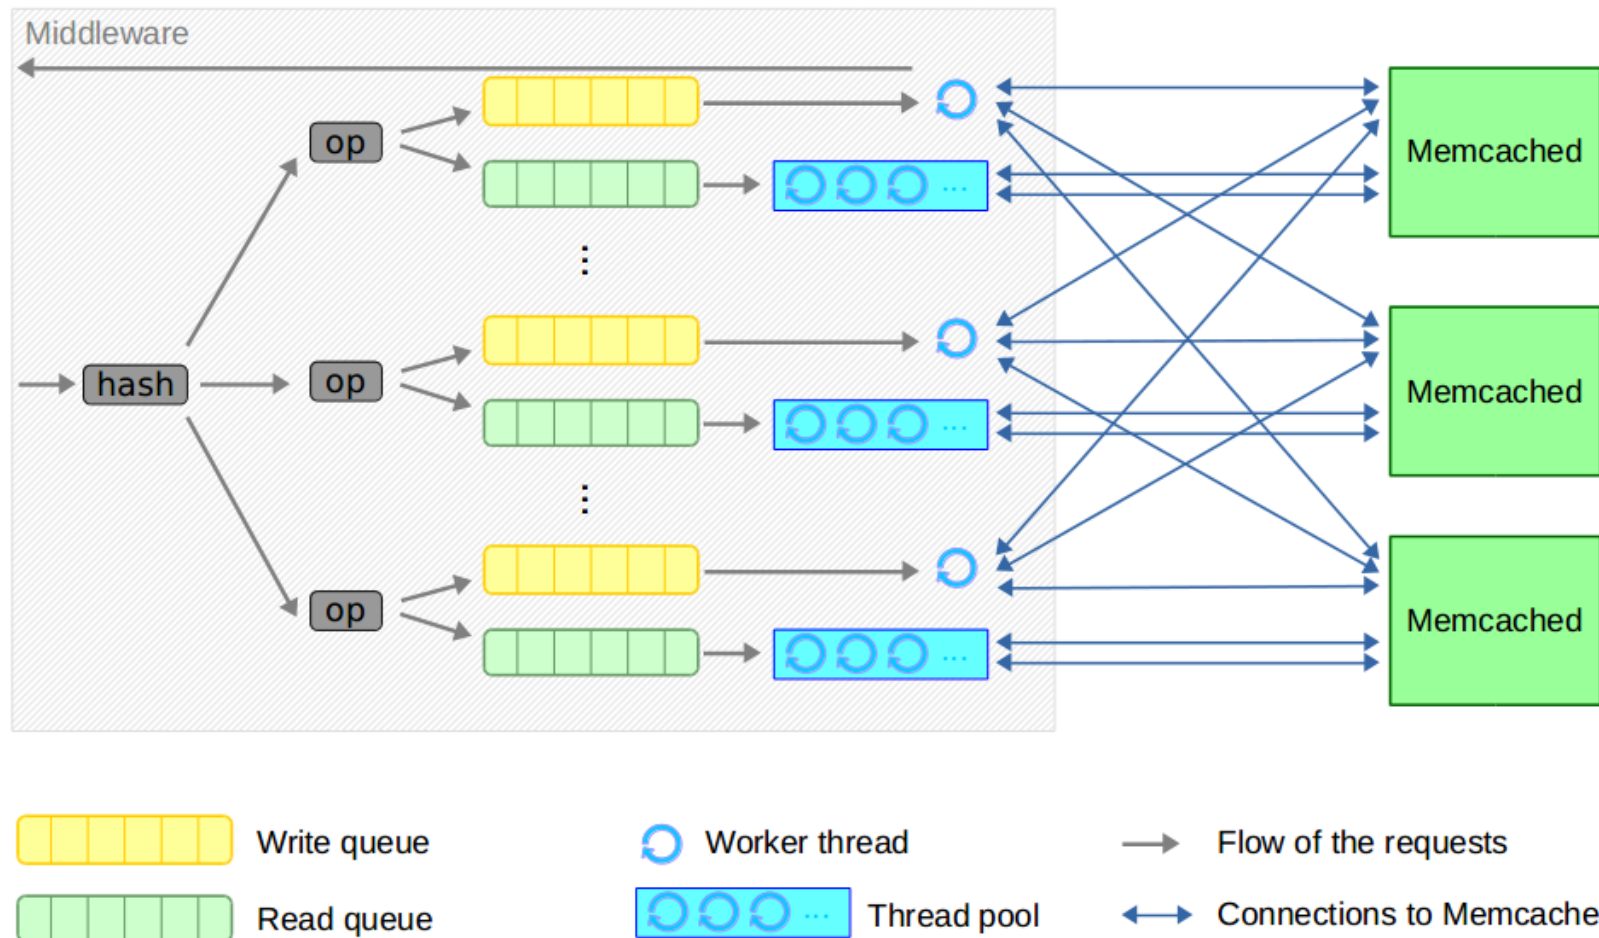 Middleware
op
Memcached
...
hash
op
Memcached
...
op
Memcached
...
Write queue
Worker thread
Flow of the requests
Read queue
...
Thread pool
Connections to Memcache